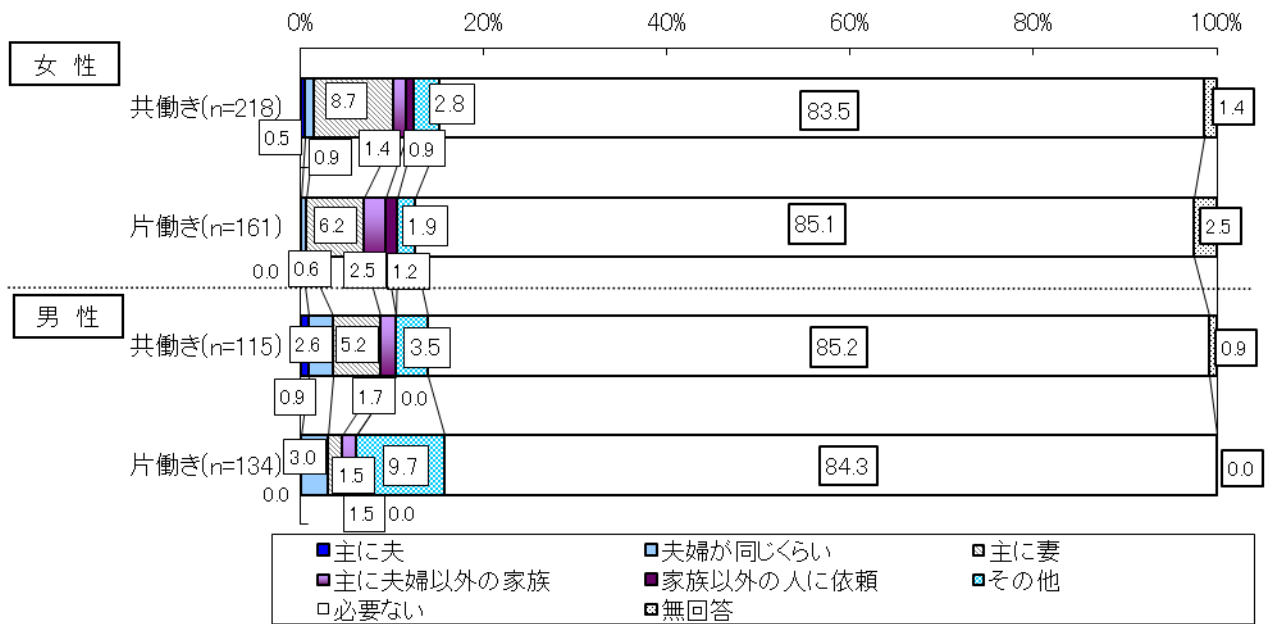 0% 20% 40% 60% 80% 100%
女 性
共働き(n=218)
8.7 2.8 83.5 1.4
0.5 0.9 1.4 0.9
片働き(n=161)
6.2 1.9 85.1 2.5
0.0 0.6 2.5 1.2
男 性
共働き(n=115)
2.6 5.2 3.5 85.2 0.9
0.9 1.7 0.0
片働き(n=134)
3.0 1.5 9.7 84.3 0.0
0.0 1.5 0.0
主に夫 夫婦が同じくらい 主に妻
主に夫婦以外の家族 家族以外の人に依頼 その他
必要ない 無回答